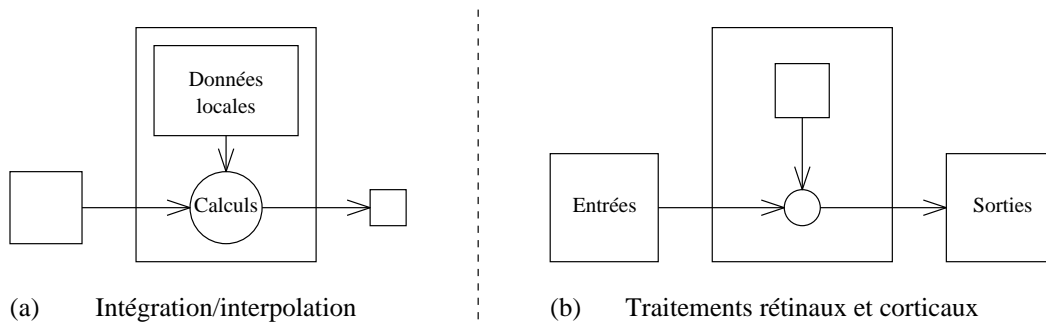 Données
locales
Calculs
Entrées
Sorties
(a) Intégration/interpolation
(b) Traitements rétinaux et corticaux